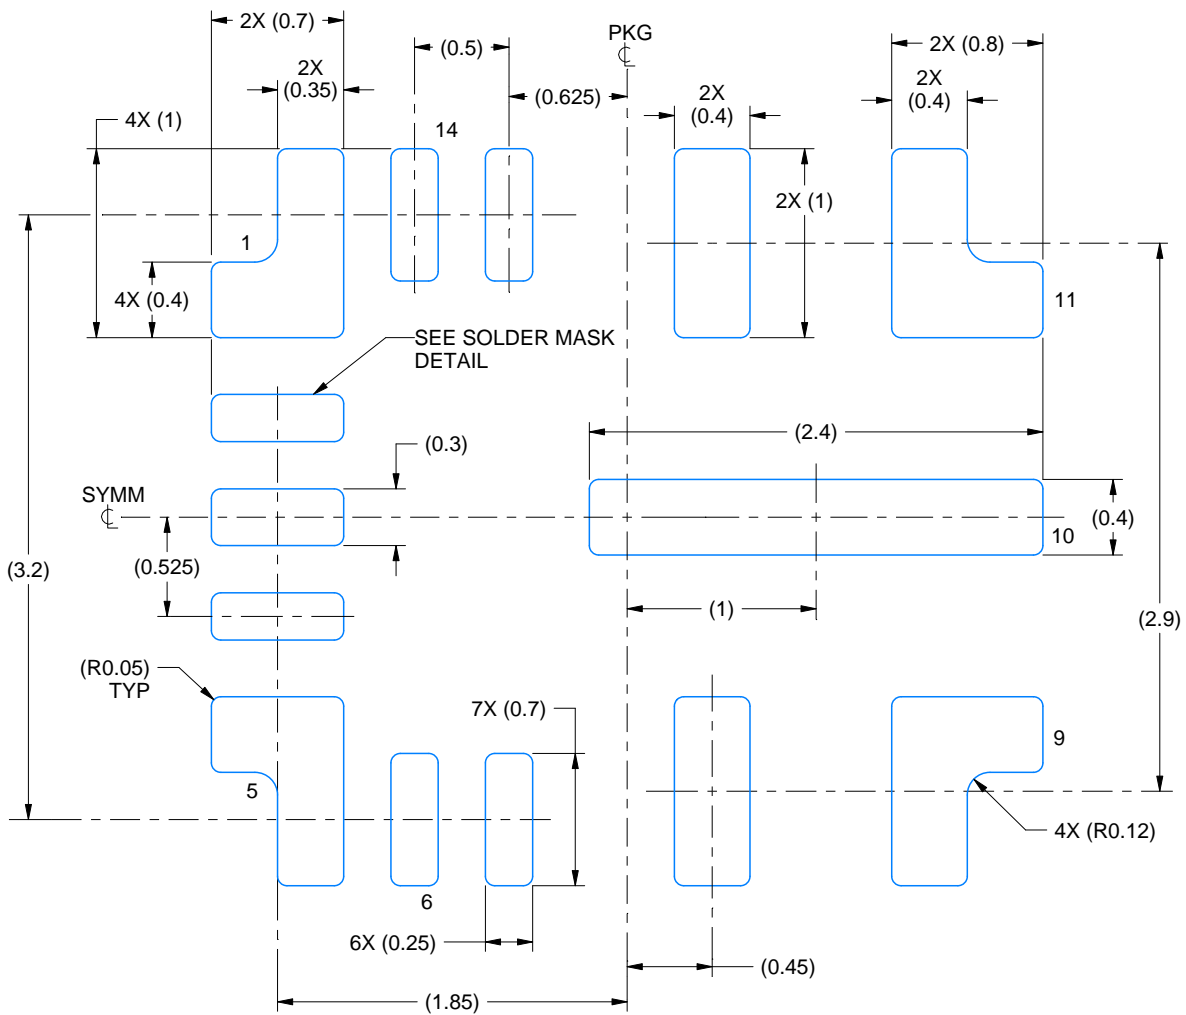 2X (0.7)
(0.5)
PKG
2X (0.8)
2X
(0.35)
(0.625)
2X
(0.4)
2X
(0.4)
4X (1)
14
2X (1)
1
4X (0.4)
11
SEE SOLDER MASK
DETAIL
(2.4)
(0.3)
SYMM
(0.4)
10
(3.2)
(0.525)
(1)
(2.9)
(R0.05)
TYP
7X (0.7)
9
5
4X (R0.12)
6
6X (0.25)
(0.45)
(1.85)